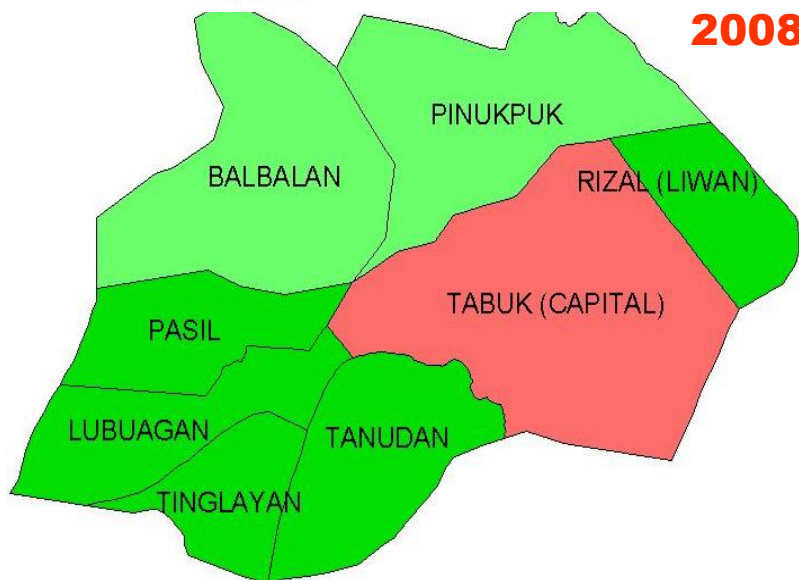 2008
PINUKPUK
BALBALAN
RIZAL (LIWAN)
TABUK (CAPITAL)
PASIL
LUBUAGAN
TANUDAN
TINGLAYAN